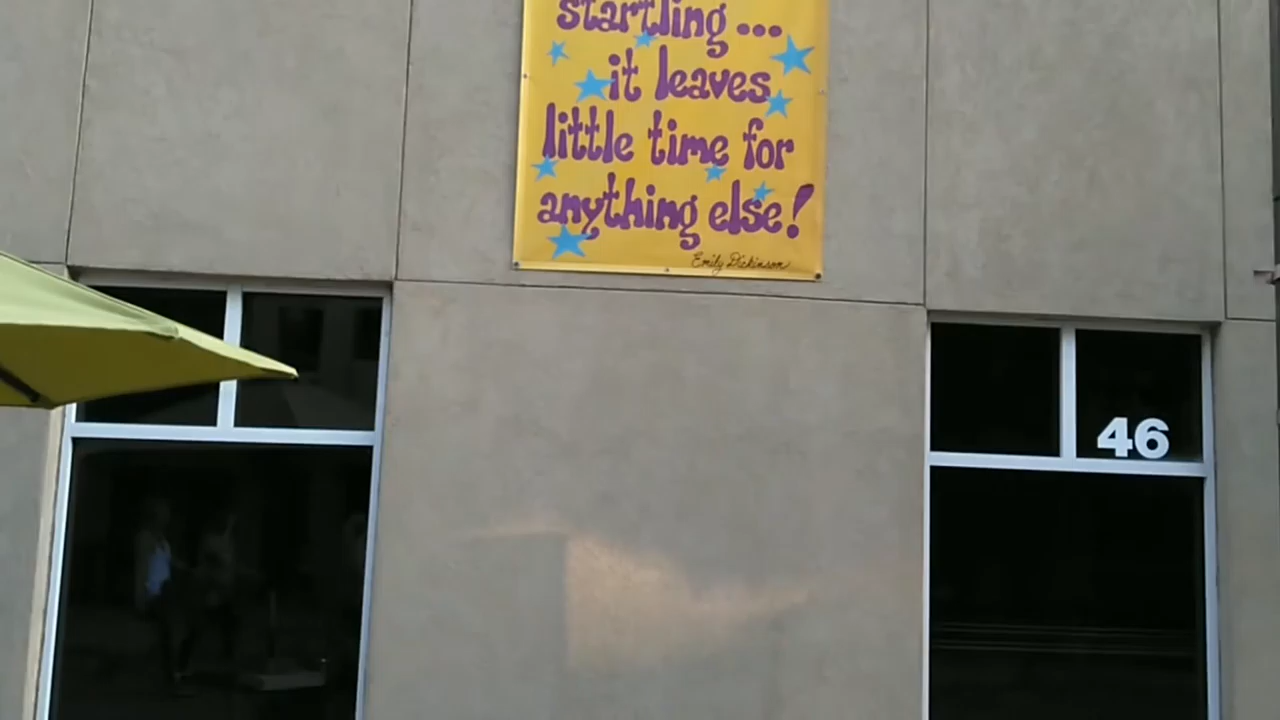 startling ...
it leaves
little time for
anything else!
Emily Dickinson
46